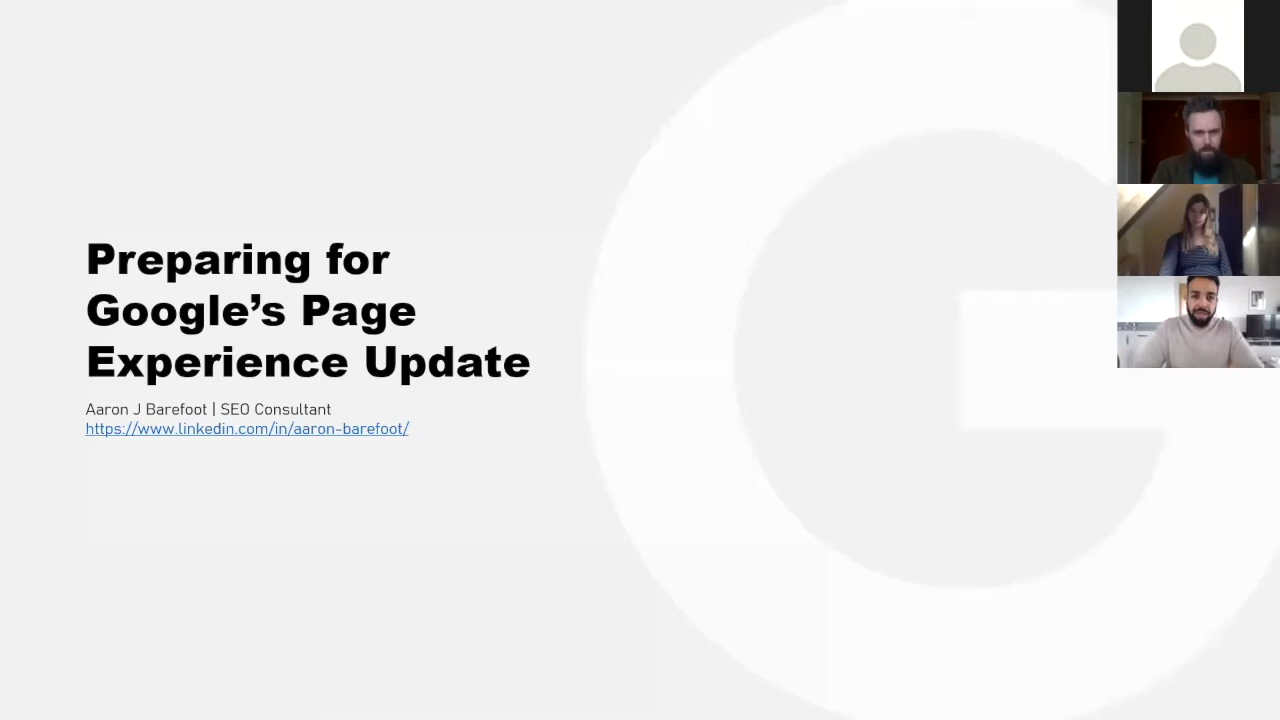 Preparing for
Google’s Page
Experience Update
Aaron J Barefoot | SEO Consultant
https://www.linkedin.com/in/aaron-barefoot/